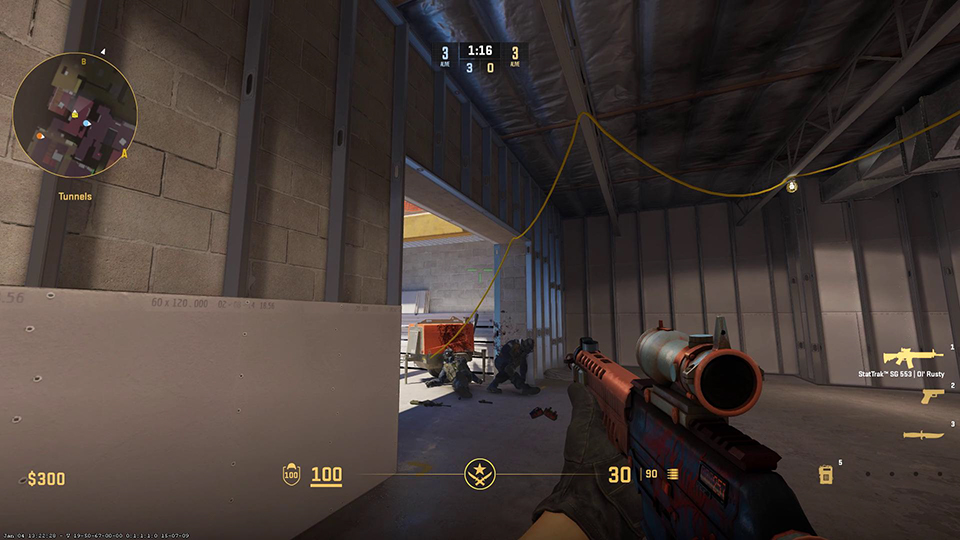 3 1:16 3
ALIVE ALIVE
3 0
B
A
Tunnels
60 x 120.000
1
StatTrak™ SG 553 | Ol' Rusty
2
3
$300
100 100
30 | 90
5